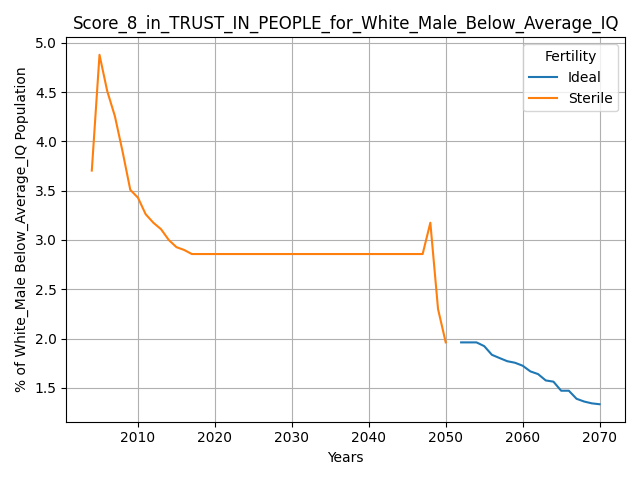 Score_8_in_TRUST_IN_PEOPLE_for_White_Male_Below_Average_IQ
% of White_Male Below_Average_IQ Population
5.0
4.5
4.0
3.5
3.0
2.5
2.0
1.5
Fertility
Ideal
Sterile
2010 2020 2030 2040 2050 2060 2070
Years